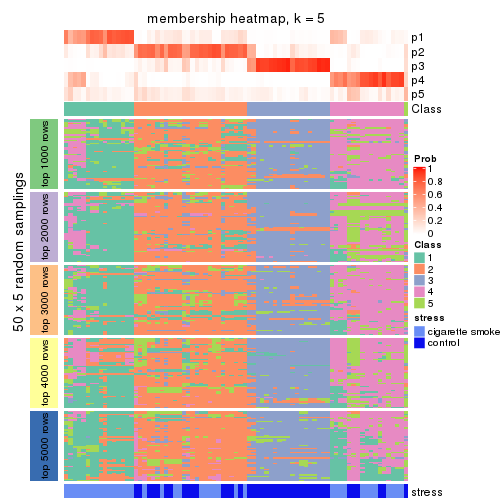 membership heatmap, k = 5
p1
p2
p3
p4
p5
Class
50 x 5 random samplings
top 1000 rows
top 2000 rows
top 3000 rows
top 4000 rows
top 5000 rows
stress
Prob
1
0.8
0.6
0.4
0.2
0
Class
1
2
3
4
5
stress
cigarette smoke
control